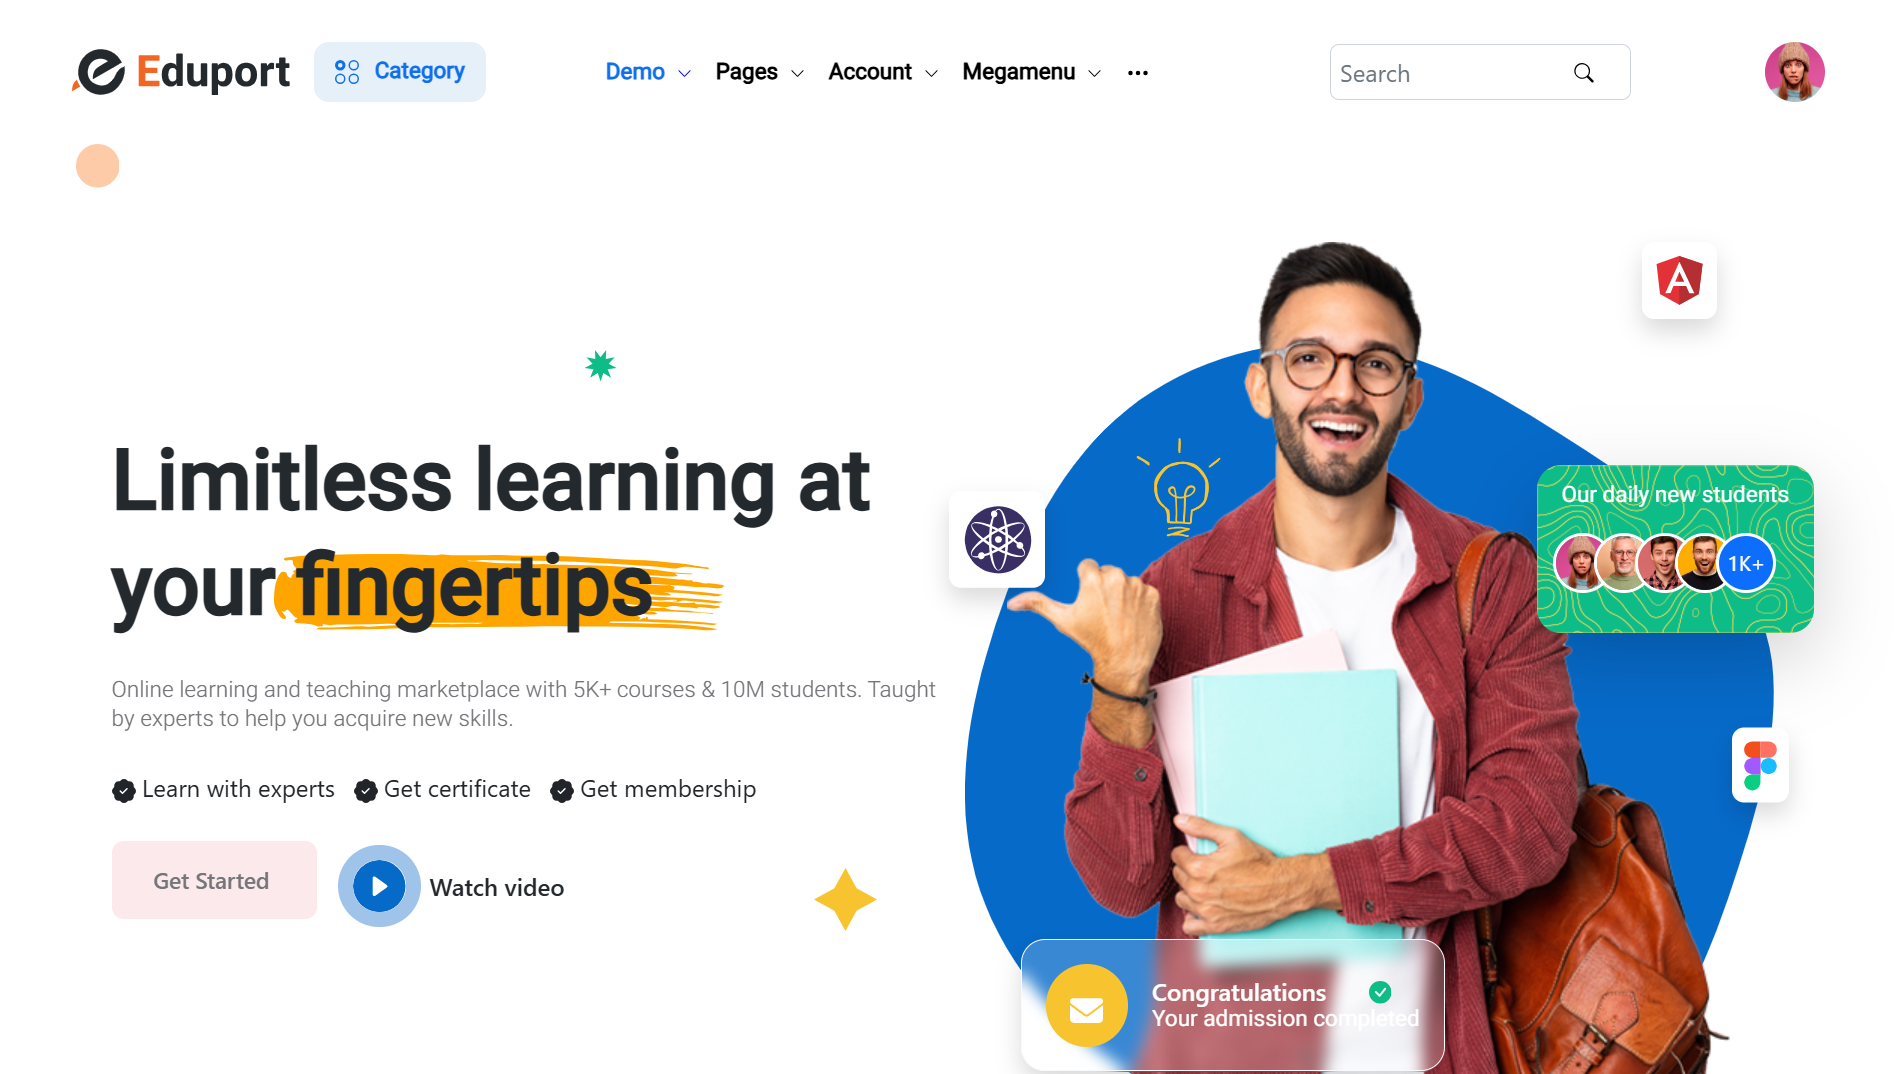 Eduport
Category
Demo
Pages
Account
Megamenu
Search
Limitless learning at
your fingertips
Online learning and teaching marketplace with 5K+ courses & 10M students. Taught
by experts to help you acquire new skills.
Learn with experts
Get certificate
Get membership
Get Started
Watch video
A
Our daily new students
1K+
Congratulations
Your admission completed